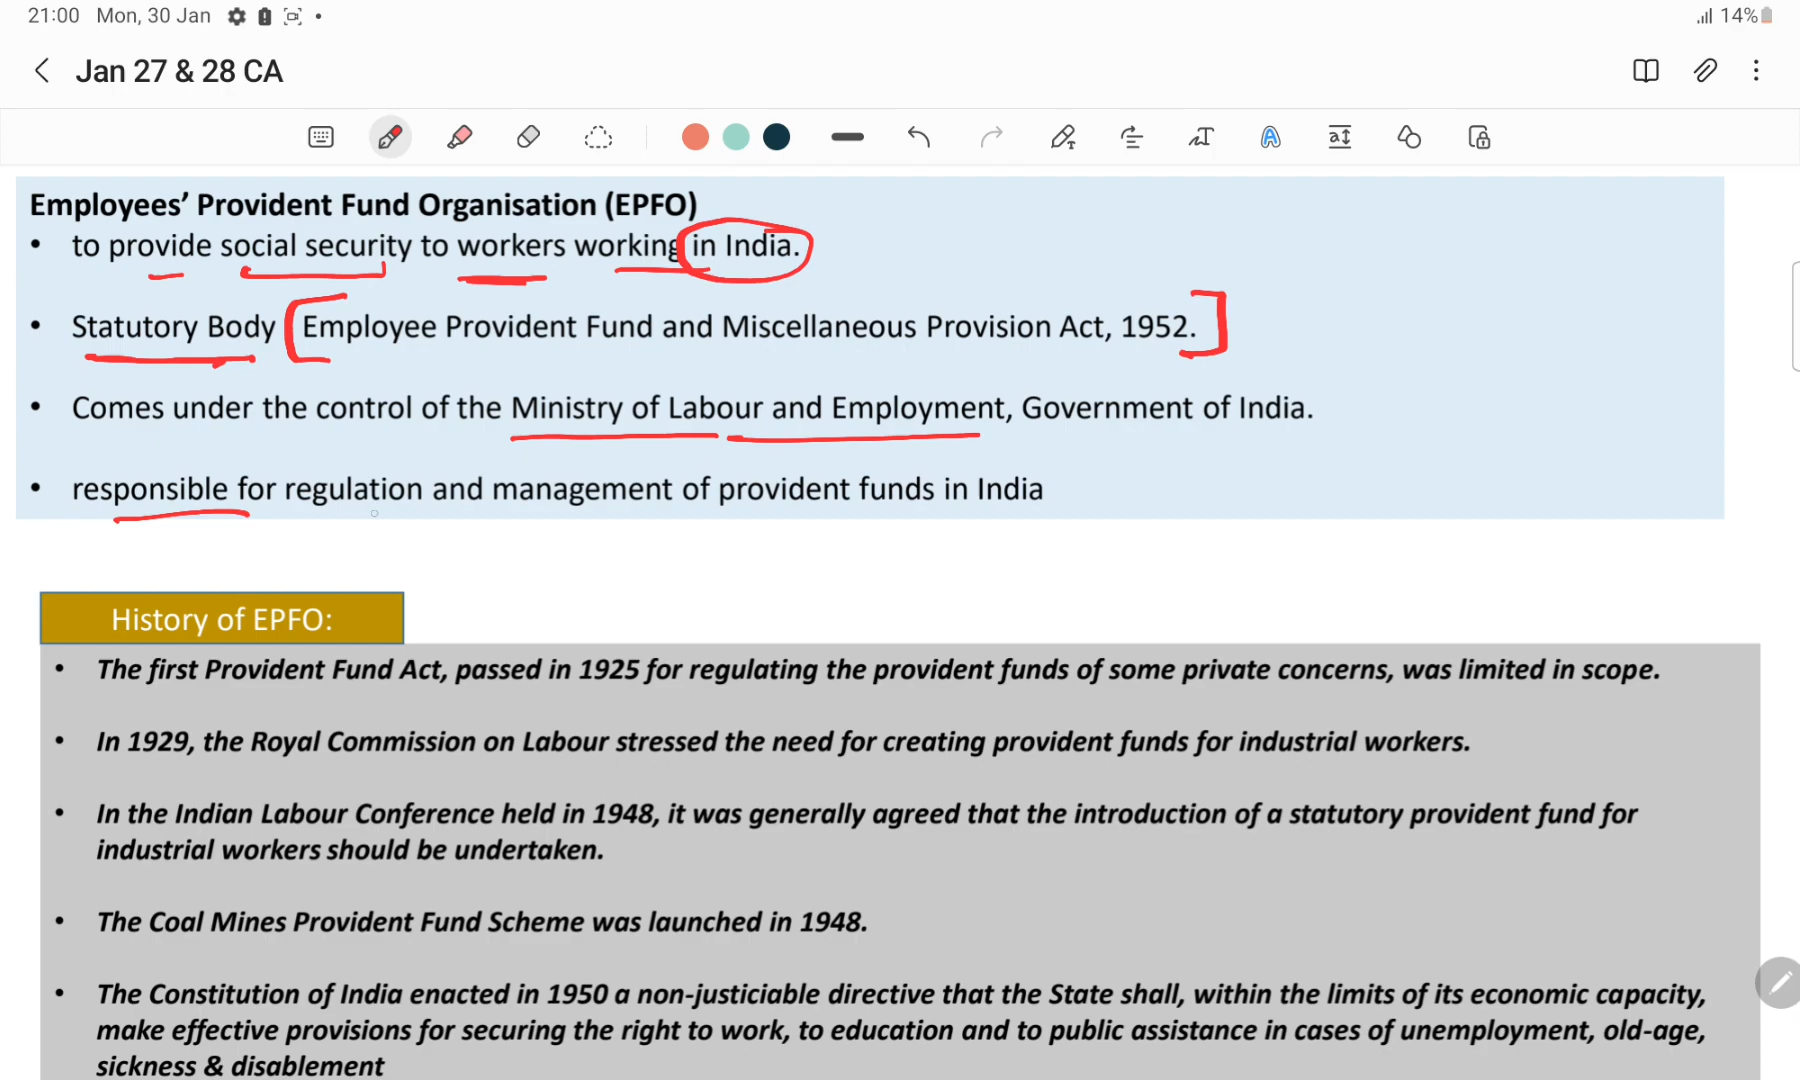 21:00 Mon, 30 Jan
14%
Jan 27 & 28 CA
Employees’ Provident Fund Organisation (EPFO)
• to provide social security to workers working in India.
• Statutory Body Employee Provident Fund and Miscellaneous Provision Act, 1952.
• Comes under the control of the Ministry of Labour and Employment, Government of India.
• responsible for regulation and management of provident funds in India
History of EPFO:
• The first Provident Fund Act, passed in 1925 for regulating the provident funds of some private concerns, was limited in scope.
• In 1929, the Royal Commission on Labour stressed the need for creating provident funds for industrial workers.
• In the Indian Labour Conference held in 1948, it was generally agreed that the introduction of a statutory provident fund for
industrial workers should be undertaken.
• The Coal Mines Provident Fund Scheme was launched in 1948.
• The Constitution of India enacted in 1950 a non-justiciable directive that the State shall, within the limits of its economic capacity,
make effective provisions for securing the right to work, to education and to public assistance in cases of unemployment, old-age,
sickness & disablement